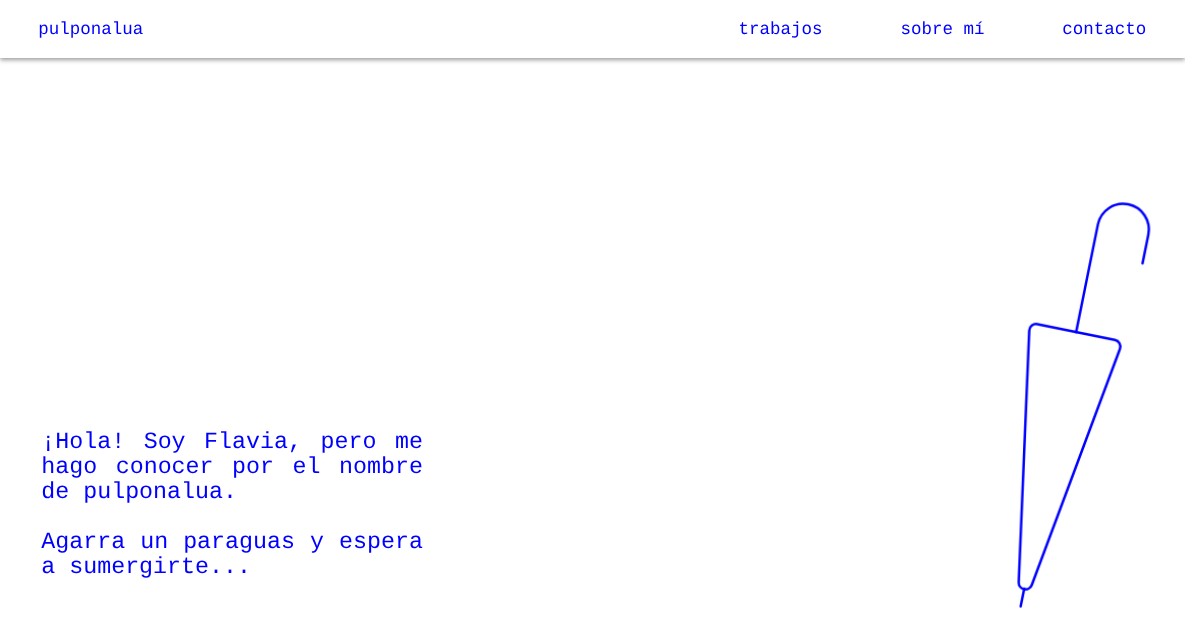 pulponalua
trabajos
sobre mí
contacto
¡Hola! Soy Flavia, pero me
hago conocer por el nombre
de pulponalua.
Agarra un paraguas y espera
a sumergirte...